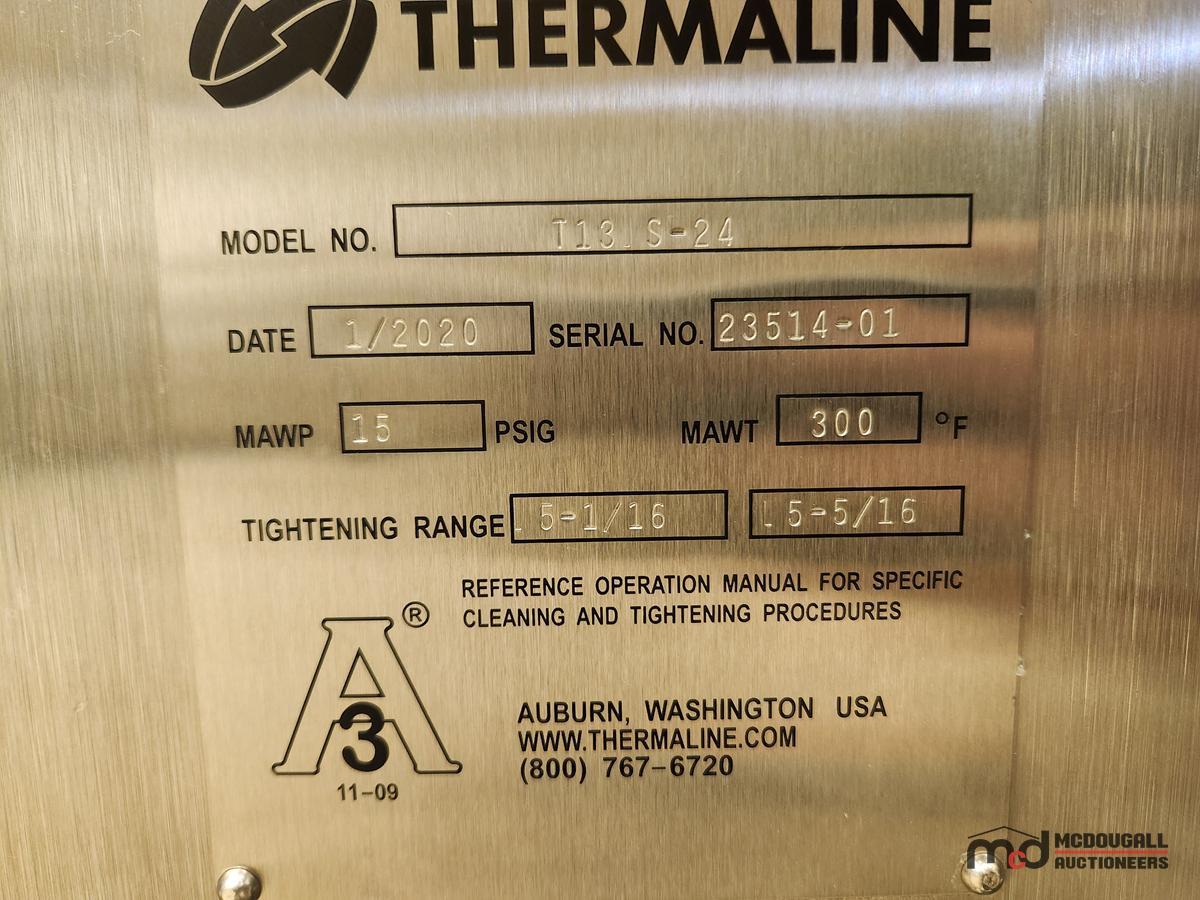 THERMALINE
MODEL NO. T13 S-24
DATE 1/2020 SERIAL NO. 23514-01
MAWP 15 PSIG MAWT 300 °F
TIGHTENING RANGE 5-1/16 5-5/16
REFERENCE OPERATION MANUAL FOR SPECIFIC
CLEANING AND TIGHTENING PROCEDURES
A 3 ®
11-09
AUBURN, WASHINGTON USA
WWW.THERMALINE.COM
(800) 767-6720
mcd MCDOUGALL
AUCTIONEERS